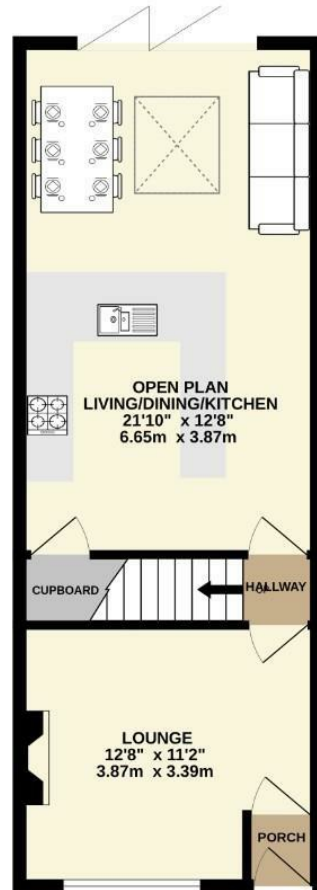 OPEN PLAN
LIVING/DINING/KITCHEN
21'10" x 12'8"
6.65m x 3.87m
CUPBOARD
UP
HALLWAY
LOUNGE
12'8" x 11'2"
3.87m x 3.39m
PORCH